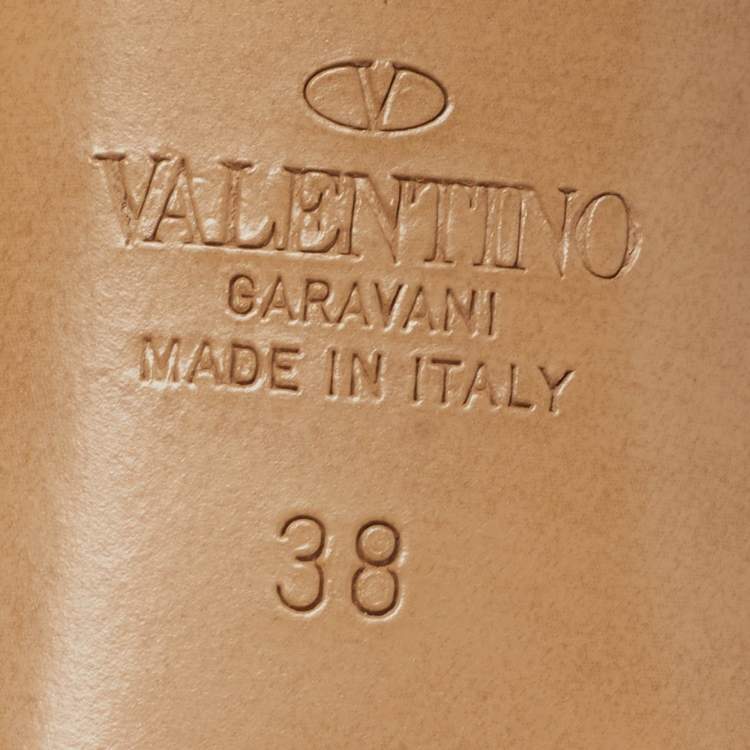 V
VALENTINO
GARAVANI
MADE IN ITALY
38